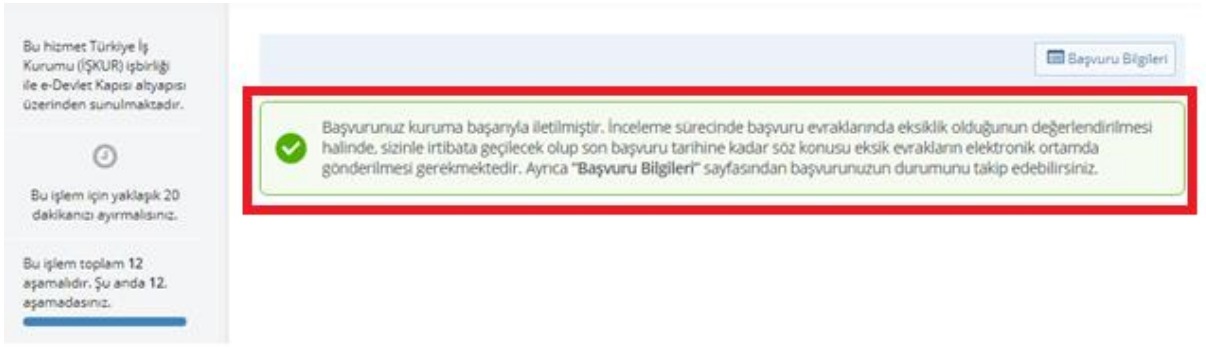 Bu hizmet Türkiye İş
Kurumu (İŞKUR) işbirliği
ile e-Devlet Kapısı altyapısı
üzerinden sunulmaktadır.
Bu işlem için yaklaşık 20
dakikanızı ayırmalısınız.
Bu işlem toplam 12
aşamalıdır. Şu anda 12.
aşamadasınız.
Başvuru Bilgileri
Başvurunuz kuruma başarıyla iletilmiştir. İnceleme sürecinde başvuru evraklarında eksiklik olduğunun değerlendirilmesi
halinde, sizinle irtibata geçilecek olup son başvuru tarihine kadar söz konusu eksik evrakların elektronik ortamda
gönderilmesi gerekmektedir. Ayrıca "Başvuru Bilgileri" sayfasından başvurunuzun durumunu takip edebilirsiniz.